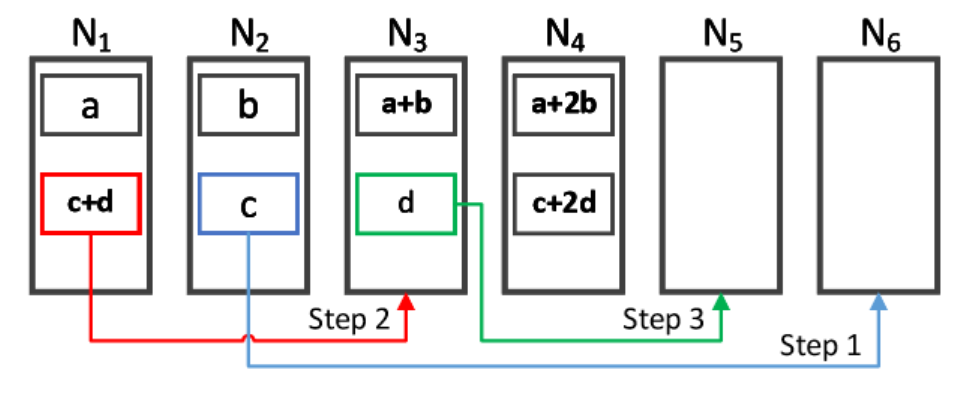 N₁ N₂ N₃ N₄ N₅ N₆
a b a+b a+2b
c+d c d c+2d
Step 2 Step 3
Step 1